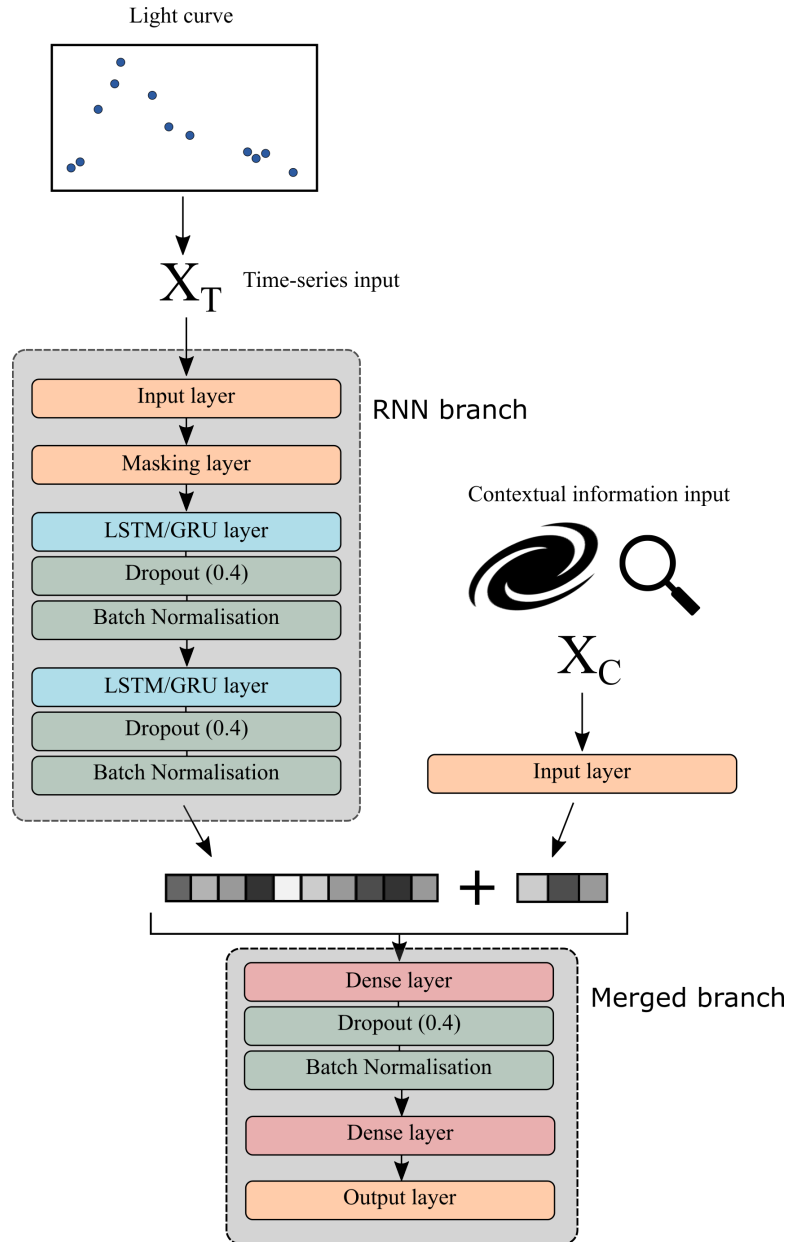 Light curve
X_T
Time-series input
Input layer
RNN branch
Masking layer
LSTM/GRU layer
Dropout (0.4)
Batch Normalisation
LSTM/GRU layer
Dropout (0.4)
Batch Normalisation
Contextual information input
X_C
Input layer
+
Dense layer
Merged branch
Dropout (0.4)
Batch Normalisation
Dense layer
Output layer